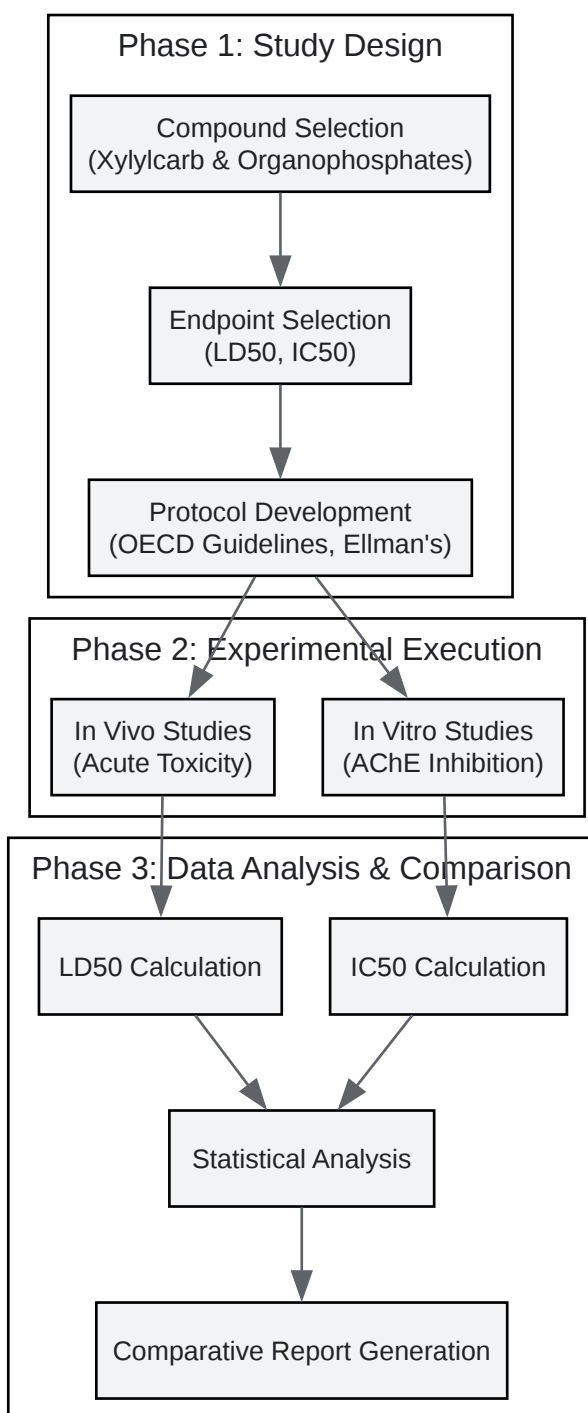 Phase 1: Study Design
Compound Selection
(Xylylcarb & Organophosphates)
Endpoint Selection
(LD50, IC50)
Protocol Development
(OECD Guidelines, Ellman's)
Phase 2: Experimental Execution
In Vivo Studies
(Acute Toxicity)
In Vitro Studies
(AChE Inhibition)
Phase 3: Data Analysis & Comparison
LD50 Calculation
IC50 Calculation
Statistical Analysis
Comparative Report Generation